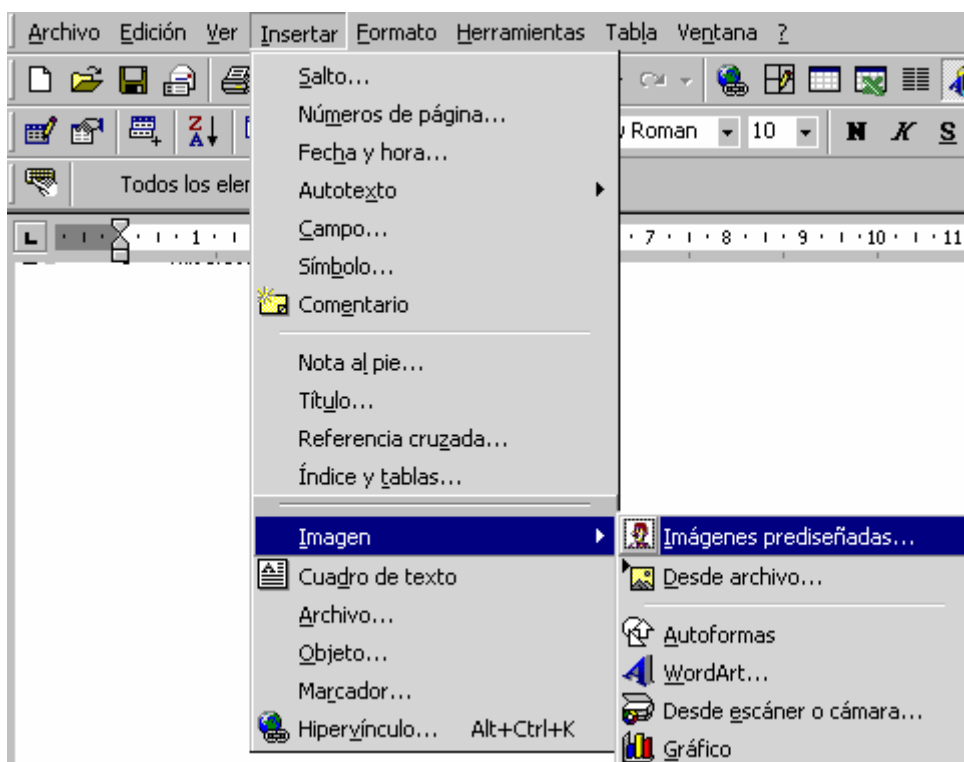 Archivo Edición Ver Insertar Formato Herramientas Tabla Ventana ?
Roman 10 N K S
Todos los
1 7 8 9 10 11
Salto...
Números de página...
Fecha y hora...
Autotexto
Campo...
Símbolo...
Comentario
Nota al pie...
Título...
Referencia cruzada...
Índice y tablas...
Imagen
Cuadro de texto
Archivo...
Objeto...
Marcador...
Hipervínculo... Alt+Ctrl+K
Imágenes prediseñadas...
Desde archivo...
Autoformas
WordArt...
Desde escáner o cámara...
Gráfico